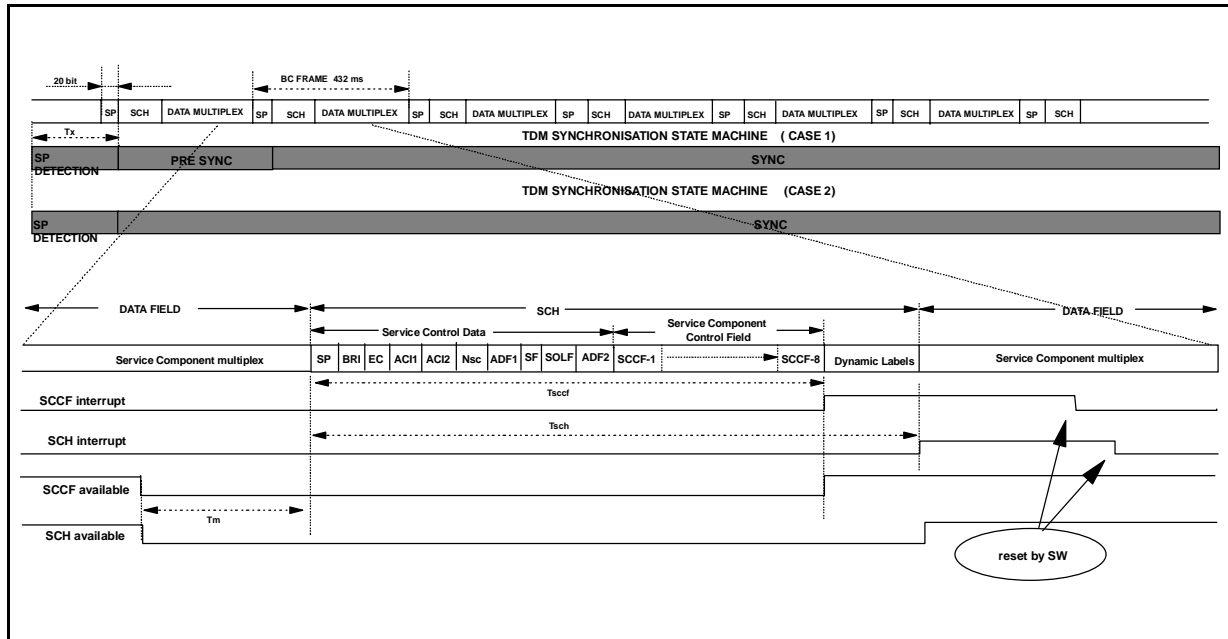 20 bit
BC FRAME 432 ms
SP SCH DATA MULTIPLEX SP SCH DATA MULTIPLEX SP SCH DATA MULTIPLEX SP SCH DATA MULTIPLEX SP SCH DATA MULTIPLEX SP SCH DATA MULTIPLEX SP SCH
Tx
TDM SYNCHRONISATION STATE MACHINE ( CASE 1)
SP DETECTION
PRE SYNC
SYNC
TDM SYNCHRONISATION STATE MACHINE (CASE 2)
SP DETECTION
SYNC
DATA FIELD
SCH
DATA FIELD
Service Control Data
Service Component Control Field
Service Component multiplex
SP BRI EC ACI1 ACI2 Nsc ADF1 SF SOLF ADF2 SCCF-1 SCCF-8 Dynamic Labels Service Component multiplex
Tsccf
SCCF interrupt
Tsch
SCH interrupt
SCCF available
Tm
SCH available
reset by SW